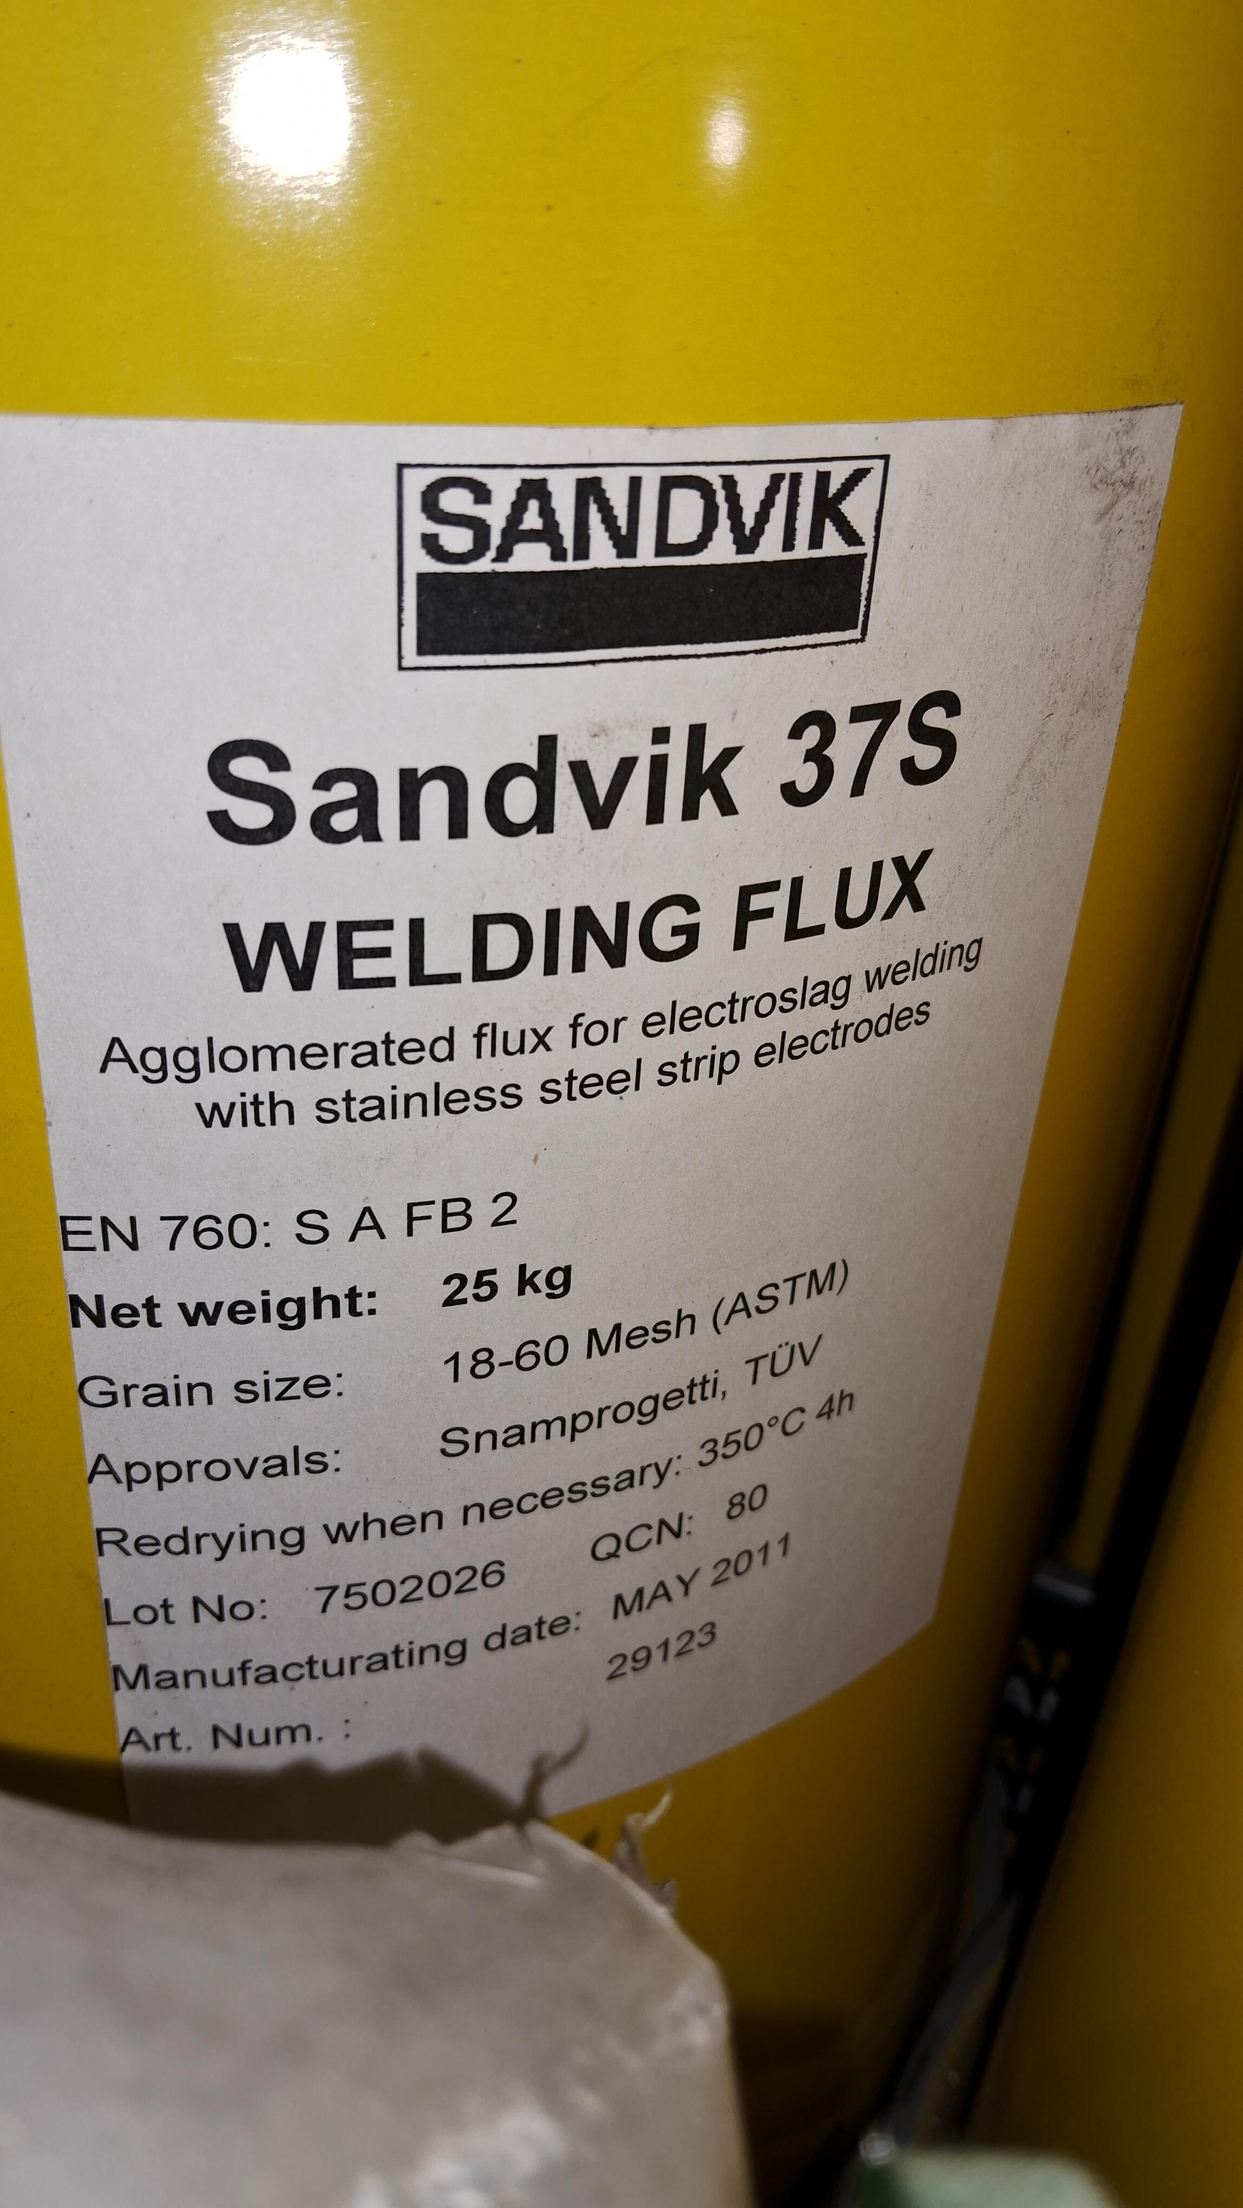 SANDVIK
Sandvik 37S
WELDING FLUX
Agglomerated flux for electroslag welding
with stainless steel strip electrodes
EN 760: S A FB 2
Net weight: 25 kg
Grain size: 18-60 Mesh (ASTM)
Approvals: Snamprogetti, TÜV
Redrying when necessary: 350°C 4h
Lot No: 7502026 QCN: 80
Manufacturating date: MAY 2011
Art. Num. : 29123